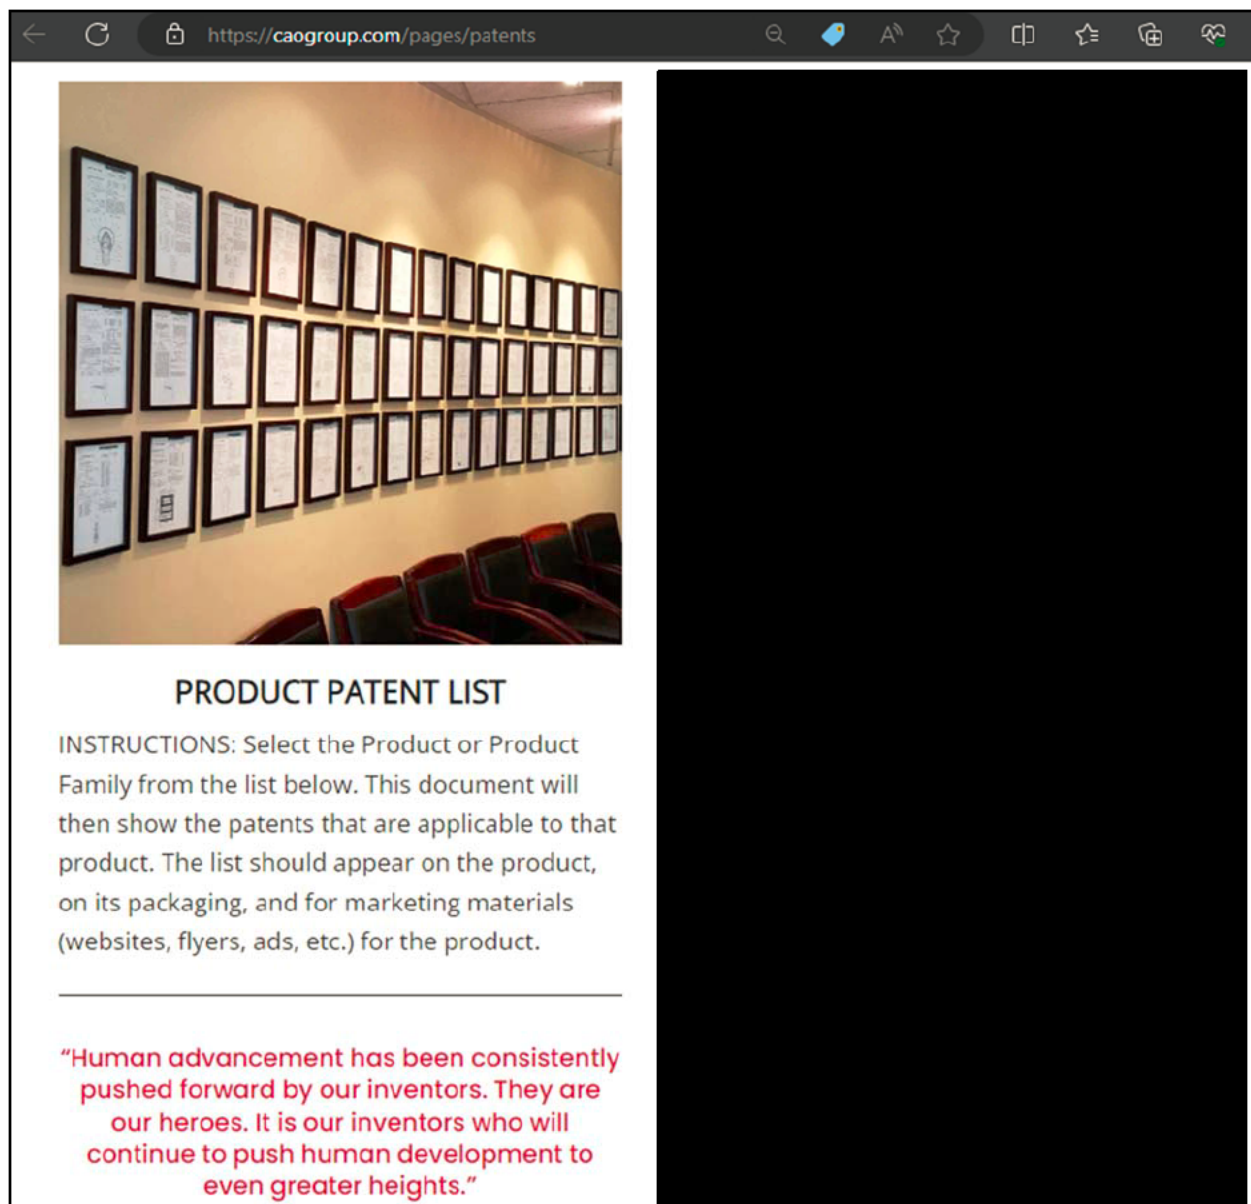 https://caogroup.com/pages/patents
PRODUCT PATENT LIST
INSTRUCTIONS: Select the Product or Product
Family from the list below. This document will
then show the patents that are applicable to that
product. The list should appear on the product,
on its packaging, and for marketing materials
(websites, flyers, ads, etc.) for the product.
“Human advancement has been consistently
pushed forward by our inventors. They are
our heroes. It is our inventors who will
continue to push human development to
even greater heights.”